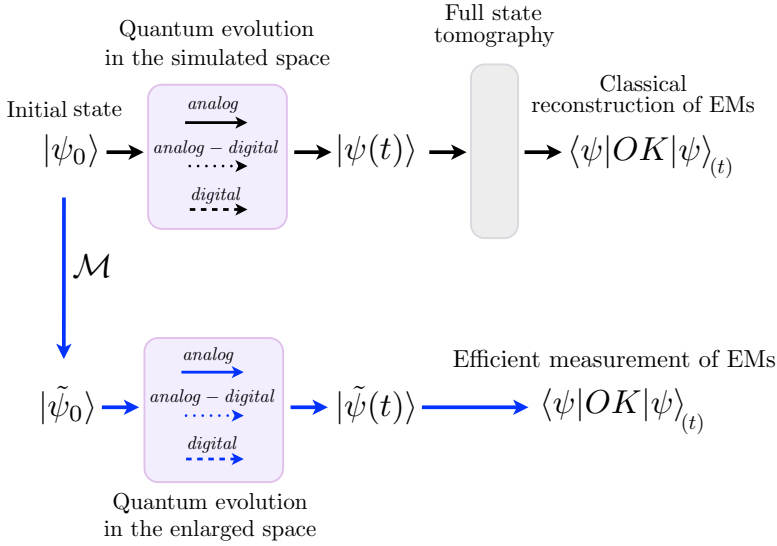 Quantum evolution
in the simulated space
Full state
tomography
Initial state
Classical
reconstruction of EMs
|ψ₀⟩
analog
analog − digital
digital
|ψ(t)⟩
⟨ψ|OK|ψ⟩(t)
ℳ
|ψ̃₀⟩
analog
analog − digital
digital
|ψ̃(t)⟩
Efficient measurement of EMs
⟨ψ|OK|ψ⟩(t)
Quantum evolution
in the enlarged space